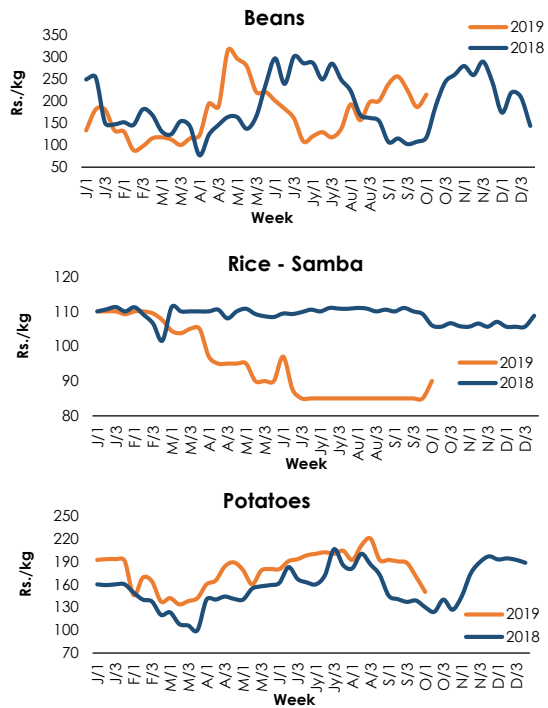 Beans
350
300
250
200
150
100
50
Rs./kg
2019
2018
J/1
J/3
F/1
F/3
M/1
M/3
A/1
A/3
M/1
M/3
J/1
J/3
Jy/1
Jy/3
Au/1
Au/3
S/1
S/3
O/1
O/3
N/1
N/3
D/1
D/3
Week
Rice - Samba
120
110
100
90
80
Rs./kg
2019
2018
J/1
J/3
F/1
F/3
M/1
M/3
A/1
A/3
M/1
M/3
J/1
J/3
Jy/1
Jy/3
Au/1
Au/3
S/1
S/3
O/1
O/3
N/1
N/3
D/1
D/3
Week
Potatoes
250
220
190
160
130
100
70
Rs./kg
2019
2018
J/1
J/3
F/1
F/3
M/1
M/3
A/1
A/3
M/1
M/3
J/1
J/3
Jy/1
Jy/3
A/1
A/3
S/1
S/3
O/1
O/3
N/1
N/3
D/1
D/3
Week